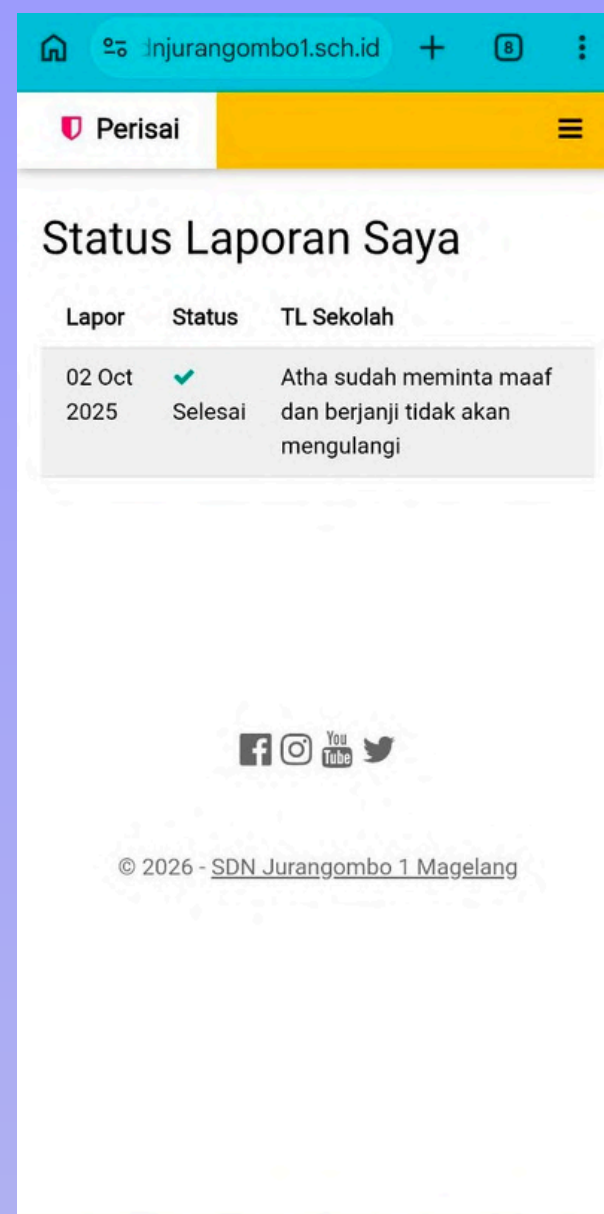 dnjurangombo1.sch.id
8
Perisai
Status Laporan Saya
Lapor Status TL Sekolah
02 Oct 2025
Selesai
Atha sudah meminta maaf
dan berjanji tidak akan
mengulangi
You
Tube
© 2026 - SDN Jurangombo 1 Magelang